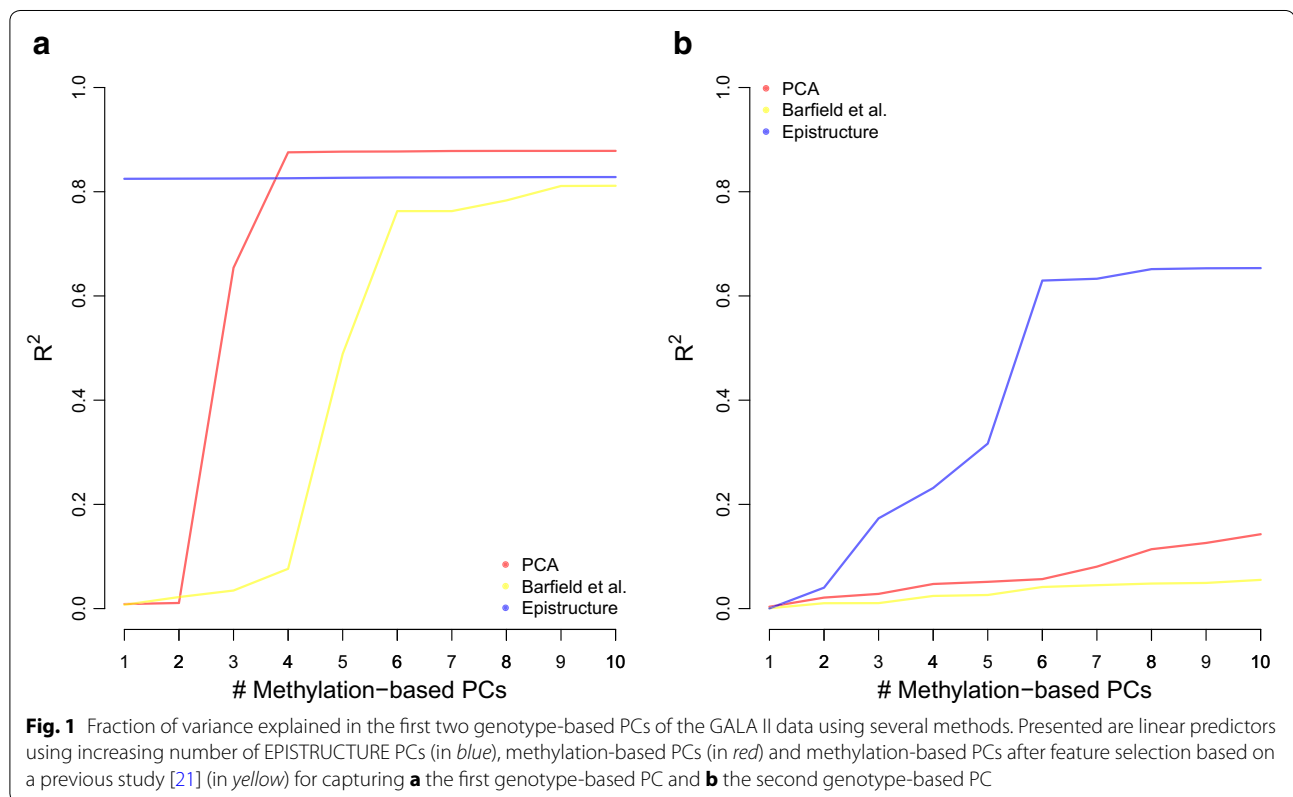 a
1.0
0.8
0.6
0.4
0.2
0.0
R2
PCA
Barfield et al.
Epistructure
1 2 3 4 5 6 7 8 9 10
# Methylation−based PCs
b
1.0
0.8
0.6
0.4
0.2
0.0
R2
PCA
Barfield et al.
Epistructure
1 2 3 4 5 6 7 8 9 10
# Methylation−based PCs
Fig. 1 Fraction of variance explained in the first two genotype-based PCs of the GALA II data using several methods. Presented are linear predictors
using increasing number of EPISTRUCTURE PCs (in blue), methylation-based PCs (in red) and methylation-based PCs after feature selection based on
a previous study [21] (in yellow) for capturing a the first genotype-based PC and b the second genotype-based PC